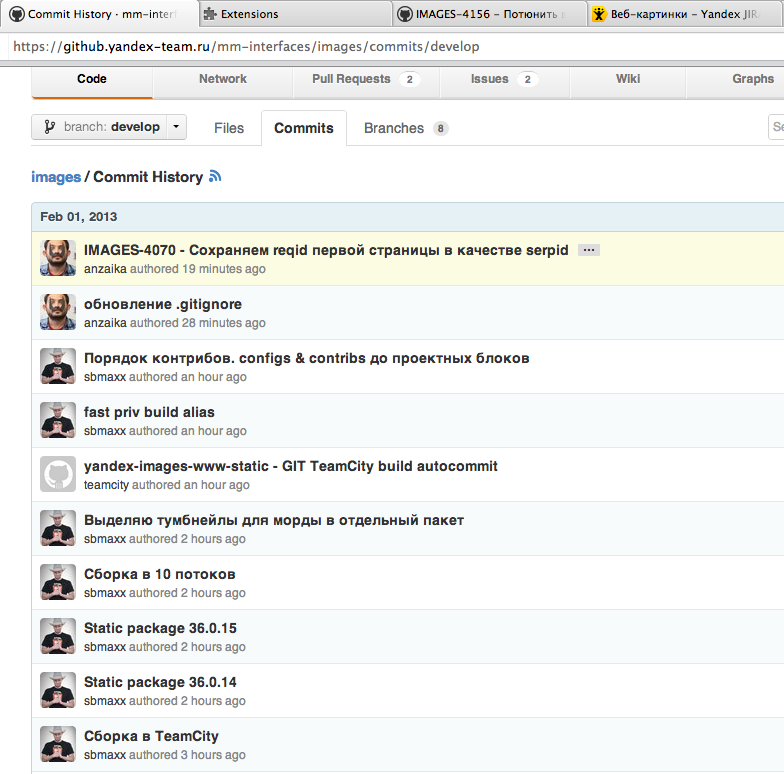 Commit History · mm-inter
Extensions
IMAGES-4156 – Потюнить в
Веб-картинки – Yandex JIR
https://github.yandex-team.ru/mm-interfaces/images/commits/develop
Code
Network
Pull Requests 2
Issues 2
Wiki
Graphs
branch: develop
Files
Commits
Branches 8
Se
images / Commit History
Feb 01, 2013
IMAGES-4070 - Сохраняем reqid первой страницы в качестве serpid ...
anzaika authored 19 minutes ago
обновление .gitignore
anzaika authored 28 minutes ago
Порядок контрибов. configs & contribs до проектных блоков
sbmaxx authored an hour ago
fast priv build alias
sbmaxx authored an hour ago
yandex-images-www-static - GIT TeamCity build autocommit
teamcity authored an hour ago
Выделяю тумбнейлы для морды в отдельный пакет
sbmaxx authored 2 hours ago
Сборка в 10 потоков
sbmaxx authored 2 hours ago
Static package 36.0.15
sbmaxx authored 2 hours ago
Static package 36.0.14
sbmaxx authored 2 hours ago
Сборка в TeamCity
sbmaxx authored 3 hours ago